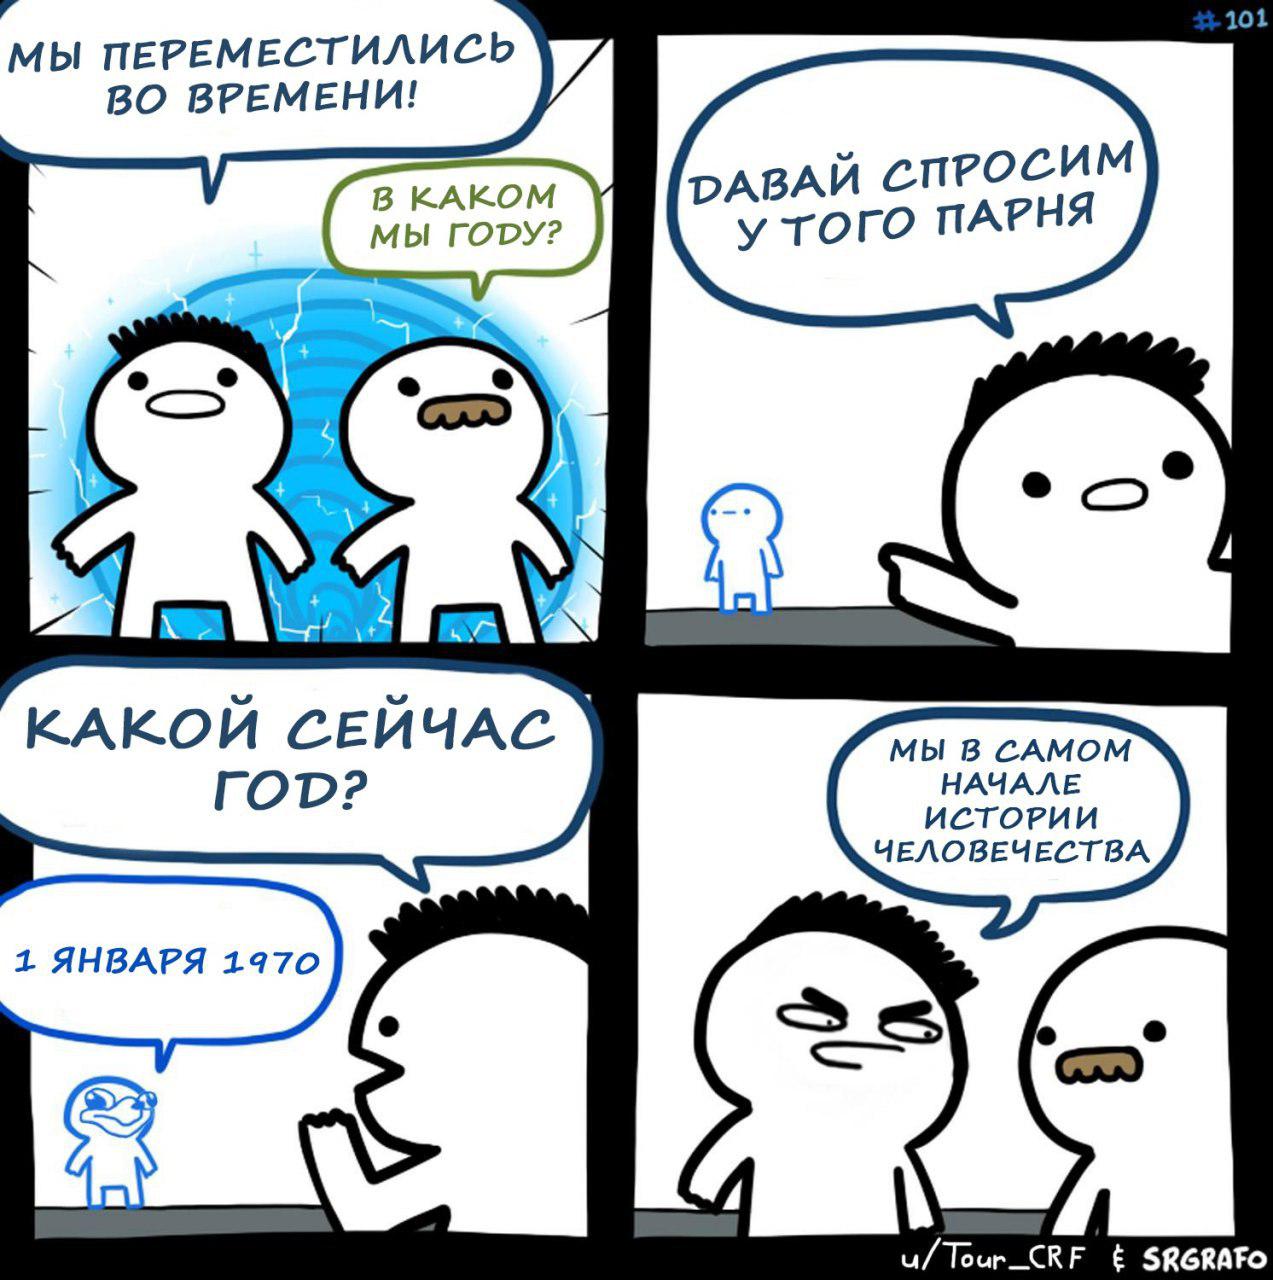 #101
МЫ ПЕРЕМЕСТИЛИСЬ
ВО ВРЕМЕНИ!
В КАКОМ
МЫ ГОДУ?
ДАВАЙ СПРОСИМ
У ТОГО ПАРНЯ
КАКОЙ СЕЙЧАС
ГОД?
1 ЯНВАРЯ 1970
МЫ В САМОМ
НАЧАЛЕ
ИСТОРИИ
ЧЕЛОВЕЧЕСТВА
u/Tour_CRF & SRGRAFO